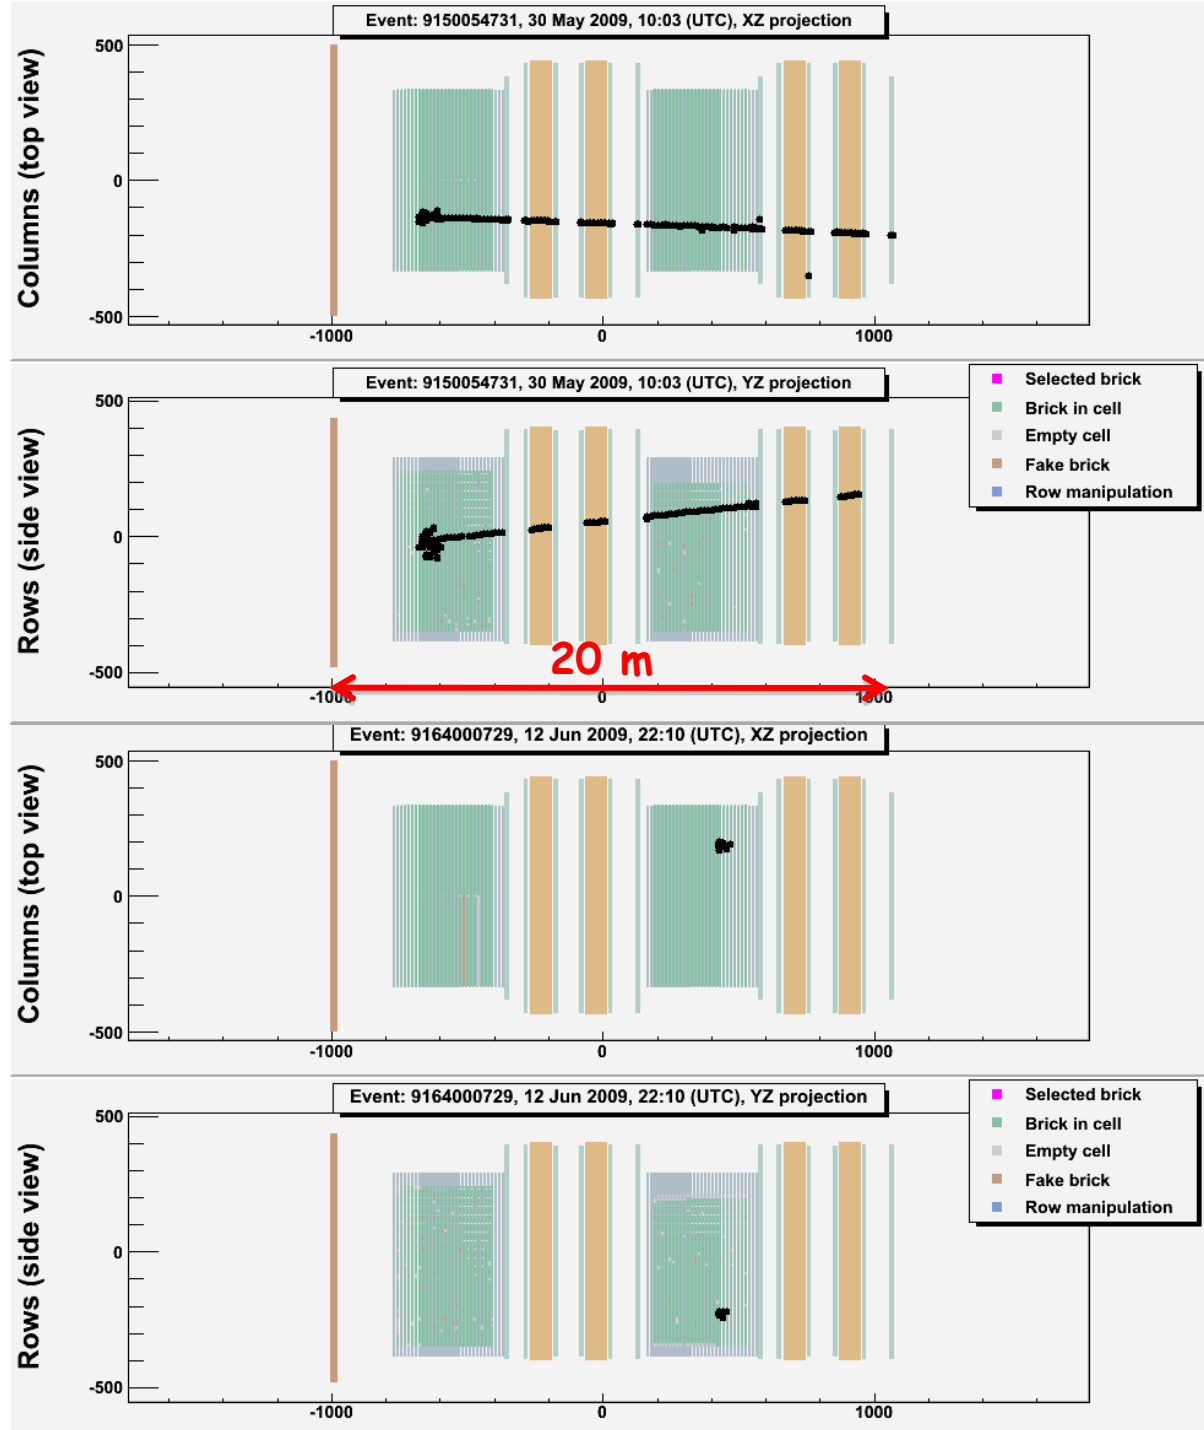 Event: 9150054731, 30 May 2009, 10:03 (UTC), XZ projection
Columns (top view)
500
0
-500
-1000
0
1000
Event: 9150054731, 30 May 2009, 10:03 (UTC), YZ projection
Rows (side view)
500
0
-500
Selected brick
Brick in cell
Empty cell
Fake brick
Row manipulation
20 m
-1000
0
1000
Event: 9164000729, 12 Jun 2009, 22:10 (UTC), XZ projection
Columns (top view)
500
0
-500
-1000
0
1000
Event: 9164000729, 12 Jun 2009, 22:10 (UTC), YZ projection
Rows (side view)
500
0
-500
Selected brick
Brick in cell
Empty cell
Fake brick
Row manipulation
-1000
0
1000